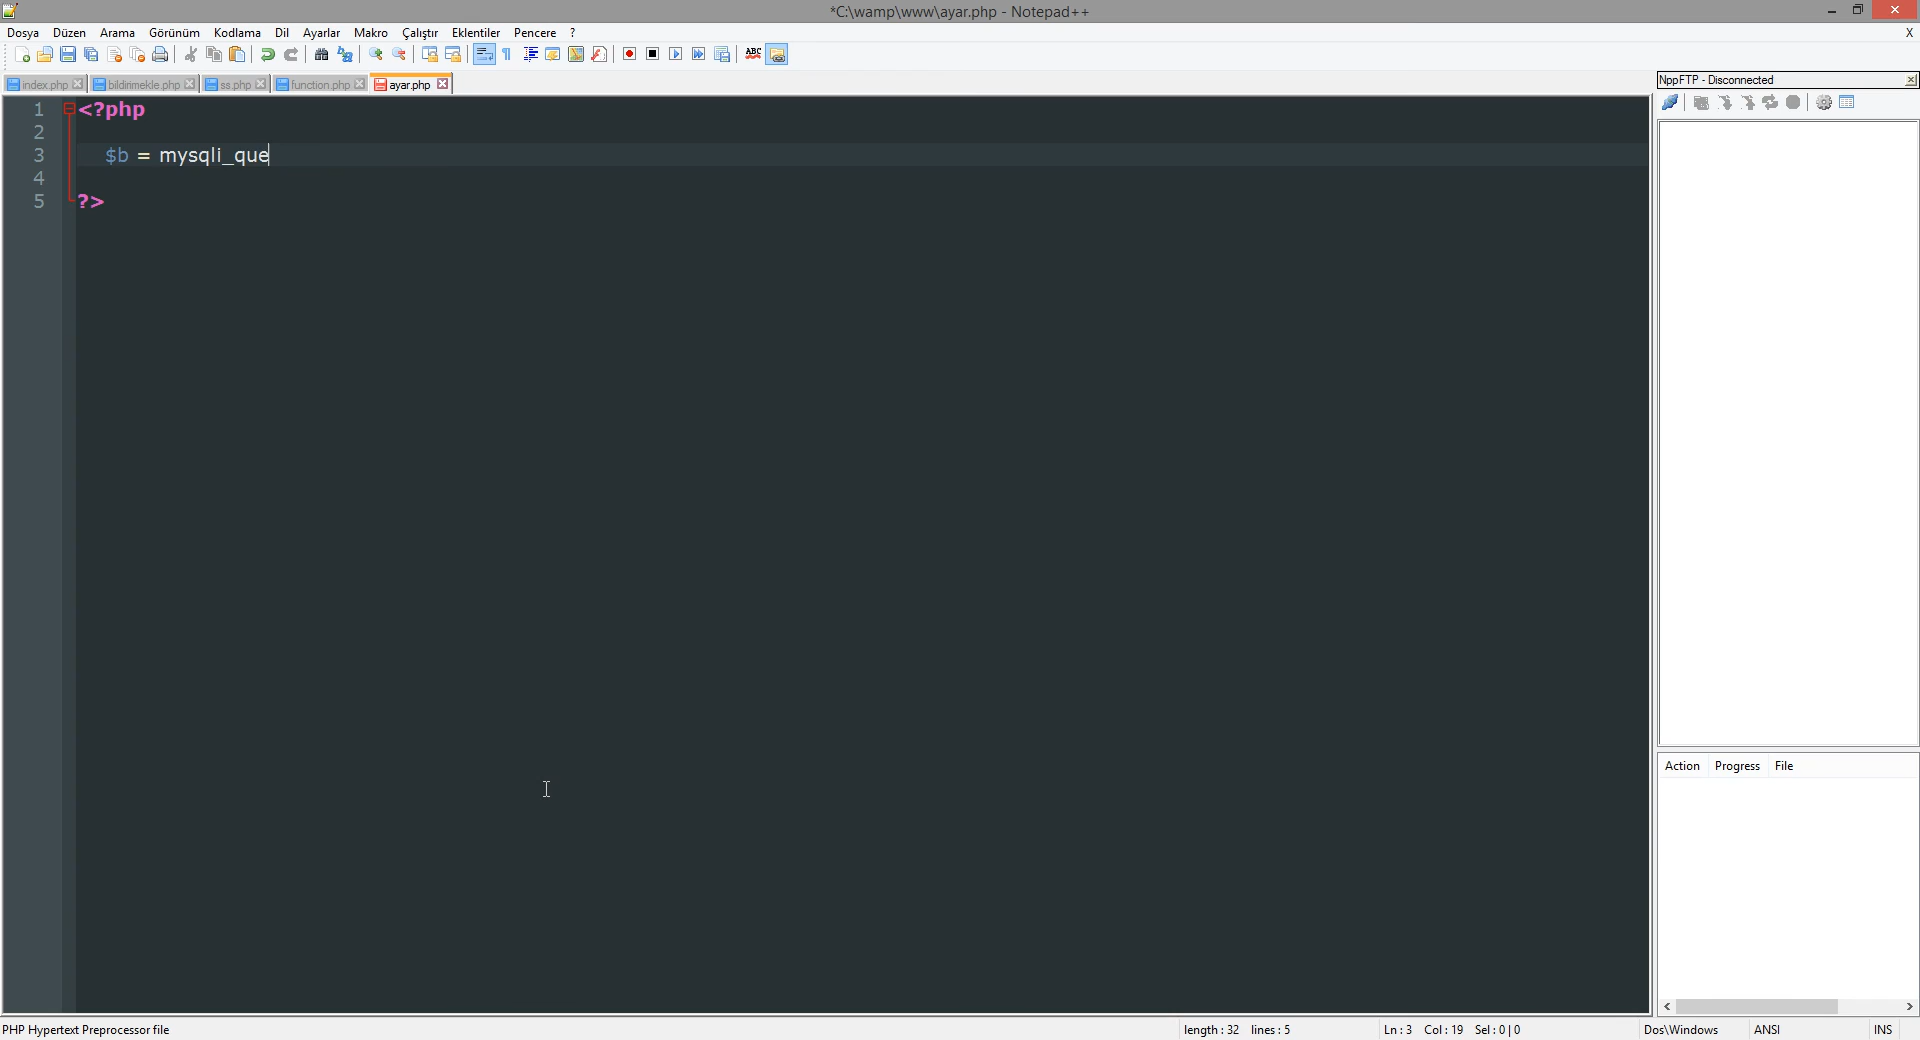 *C:\wamp\www\ayar.php - Notepad++
Dosya Düzen Arama Görünüm Kodlama Dil Ayarlar Makro Çalıştır Eklentiler Pencere ? X
ABC
index.php bildirimekle.php ss.php function.php ayar.php
NppFTP - Disconnected
1 <?php
2
3 $b = mysqli_que
4
5 ?>
Action Progress File
PHP Hypertext Preprocessor file length : 32 lines : 5 Ln : 3 Col : 19 Sel : 0 | 0 Dos\Windows ANSI INS